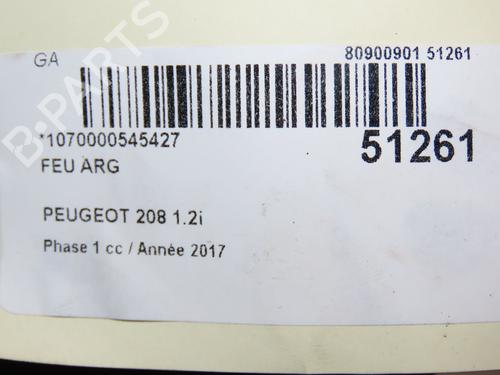 GA
80900901 51261
*1070000545427
51261
FEU ARG
PEUGEOT 208 1.2i
Phase 1 cc / Année 2017
B-PARTS